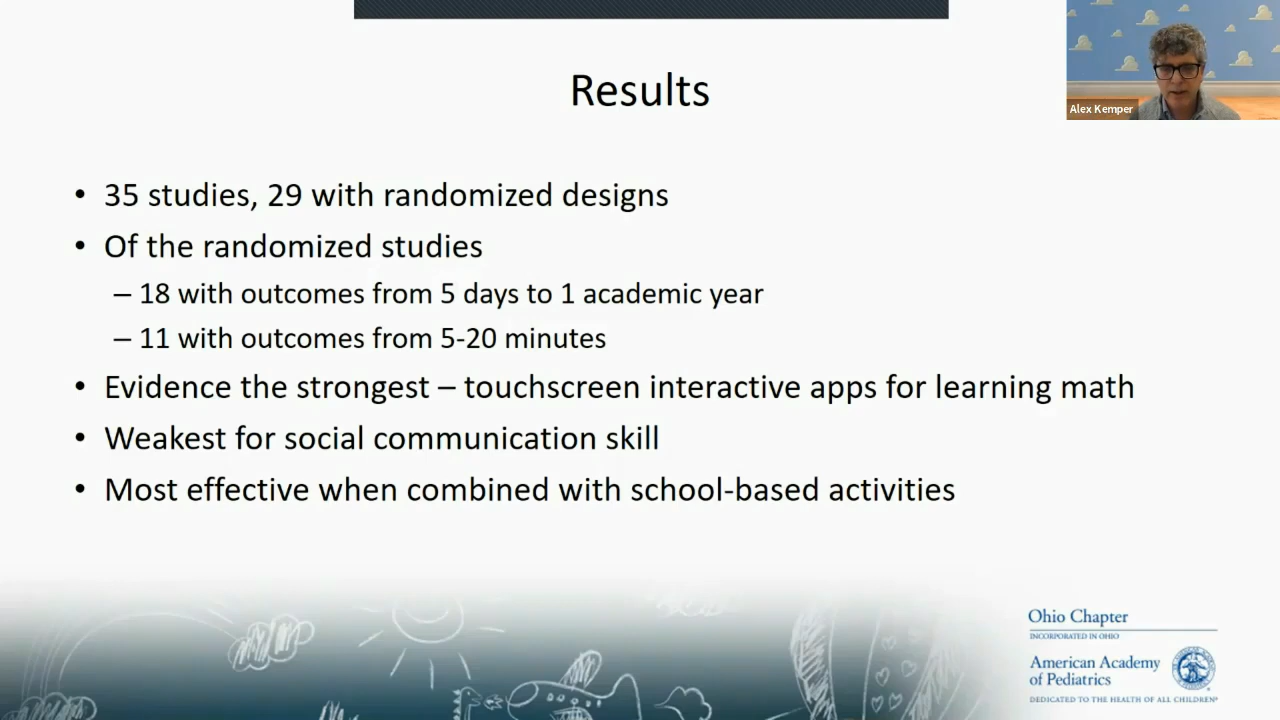 Results
Alex Kemper
• 35 studies, 29 with randomized designs
• Of the randomized studies
– 18 with outcomes from 5 days to 1 academic year
– 11 with outcomes from 5-20 minutes
• Evidence the strongest – touchscreen interactive apps for learning math
• Weakest for social communication skill
• Most effective when combined with school-based activities
Ohio Chapter
INCORPORATED IN OHIO
American Academy
of Pediatrics
DEDICATED TO THE HEALTH OF ALL CHILDREN®